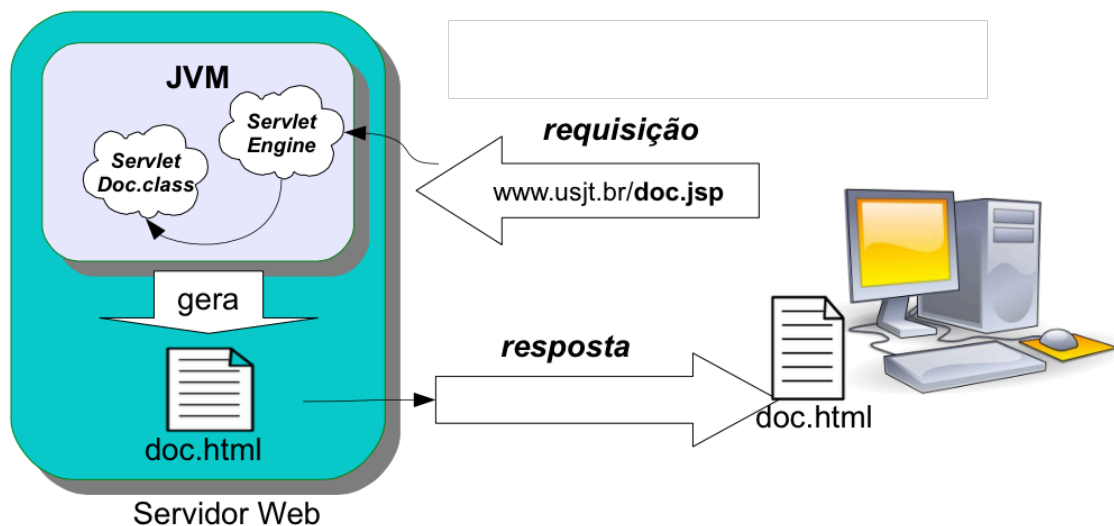 JVM
Servlet
Engine
Servlet
Doc.class
requisição
www.usjt.br/doc.jsp
gera
resposta
doc.html
doc.html
Servidor Web